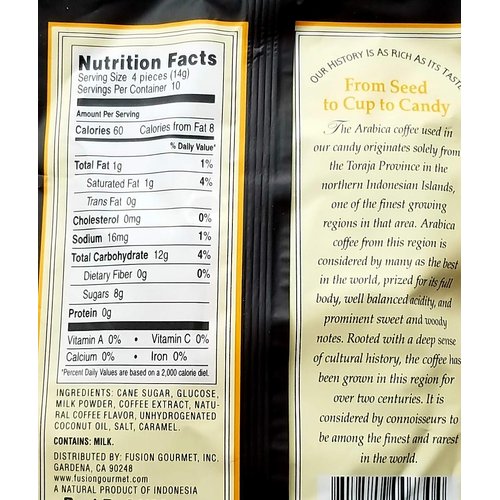 Nutrition Facts
Serving Size 4 pieces (14g)
Servings Per Container 10
Amount Per Serving
Calories 60 Calories from Fat 8
% Daily Value*
Total Fat 1g 1%
Saturated Fat 1g 4%
Trans Fat 0g
Cholesterol 0mg 0%
Sodium 16mg 1%
Total Carbohydrate 12g 4%
Dietary Fiber 0g 0%
Sugars 8g
Protein 0g
Vitamin A 0% • Vitamin C 0%
Calcium 0% • Iron 0%
*Percent Daily Values are based on a 2,000 calorie diet.
INGREDIENTS: CANE SUGAR, GLUCOSE,
MILK POWDER, COFFEE EXTRACT, NATU-
RAL COFFEE FLAVOR, UNHYDROGENATED
COCONUT OIL, SALT, CARAMEL.
CONTAINS: MILK.
DISTRIBUTED BY: FUSION GOURMET, INC.
GARDENA, CA 90248
www.fusiongourmet.com
A NATURAL PRODUCT OF INDONESIA
OUR HISTORY IS AS RICH AS ITS TASTE
From Seed
to Cup to Candy
The Arabica coffee used in
our candy originates solely from
the Toraja Province in the
northern Indonesian Islands,
one of the finest growing
regions in that area. Arabica
coffee from this region is
considered by many as the best
in the world, prized for its full
body, well balanced acidity, and
prominent sweet and woody
notes. Rooted with a deep sense
of cultural history, the coffee has
been grown in this region for
over two centuries. It is
considered by connoisseurs to
be among the finest and rarest
in the world.